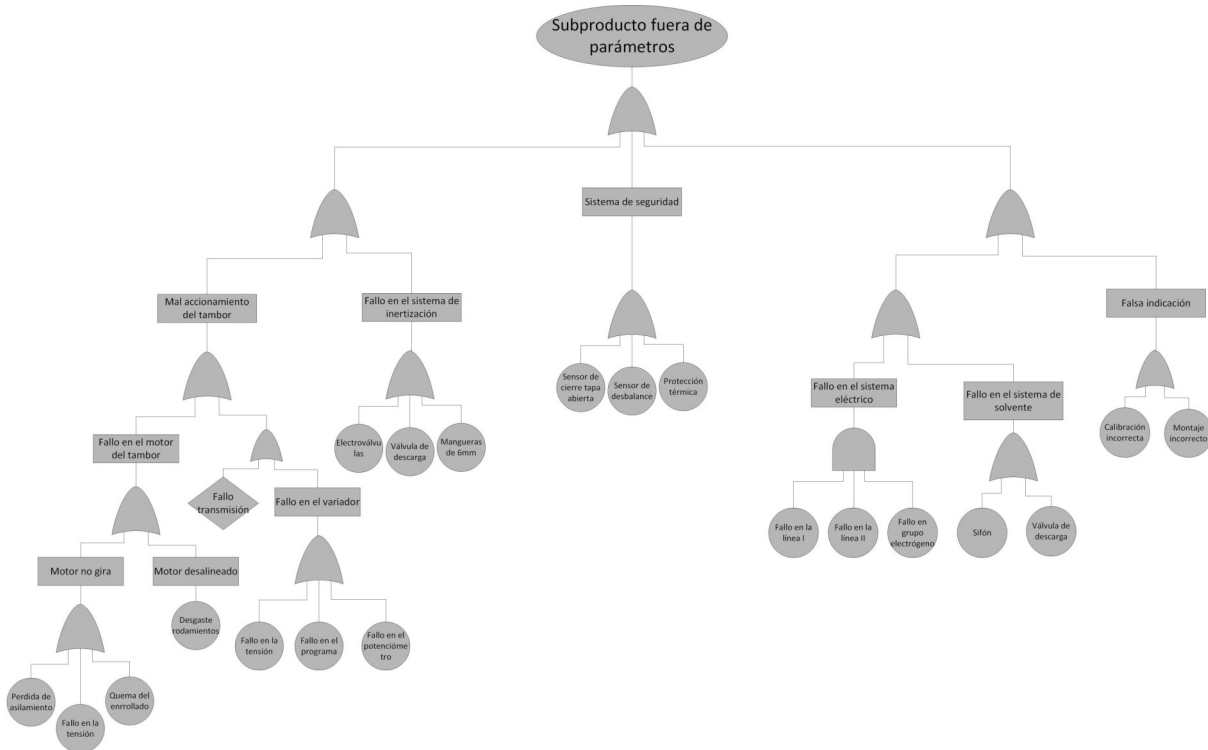 Subproducto fuera de
parámetros
Sistema de seguridad
Mal accionamiento
del tambor
Fallo en el sistema de
inertización
Falsa indicación
Sensor de
cierre tapa
abierta
Sensor de
desbalance
Protección
térmica
Fallo en el sistema
eléctrico
Fallo en el sistema de
solvente
Fallo en el motor
del tambor
Electroválvu
las
Válvula de
descarga
Mangueras
de 6mm
Calibración
incorrecta
Montaje
incorrecto
Fallo
transmisión
Fallo en el variador
Fallo en la
línea I
Fallo en la
línea II
Fallo en
grupo
electrógeno
Sifón
Válvula de
descarga
Motor no gira
Motor desalineado
Desgaste
rodamientos
Fallo en la
tensión
Fallo en el
programa
Fallo en el
potencióme
tro
Perdida de
asilamiento
Fallo en la
tensión
Quema del
enrrollado